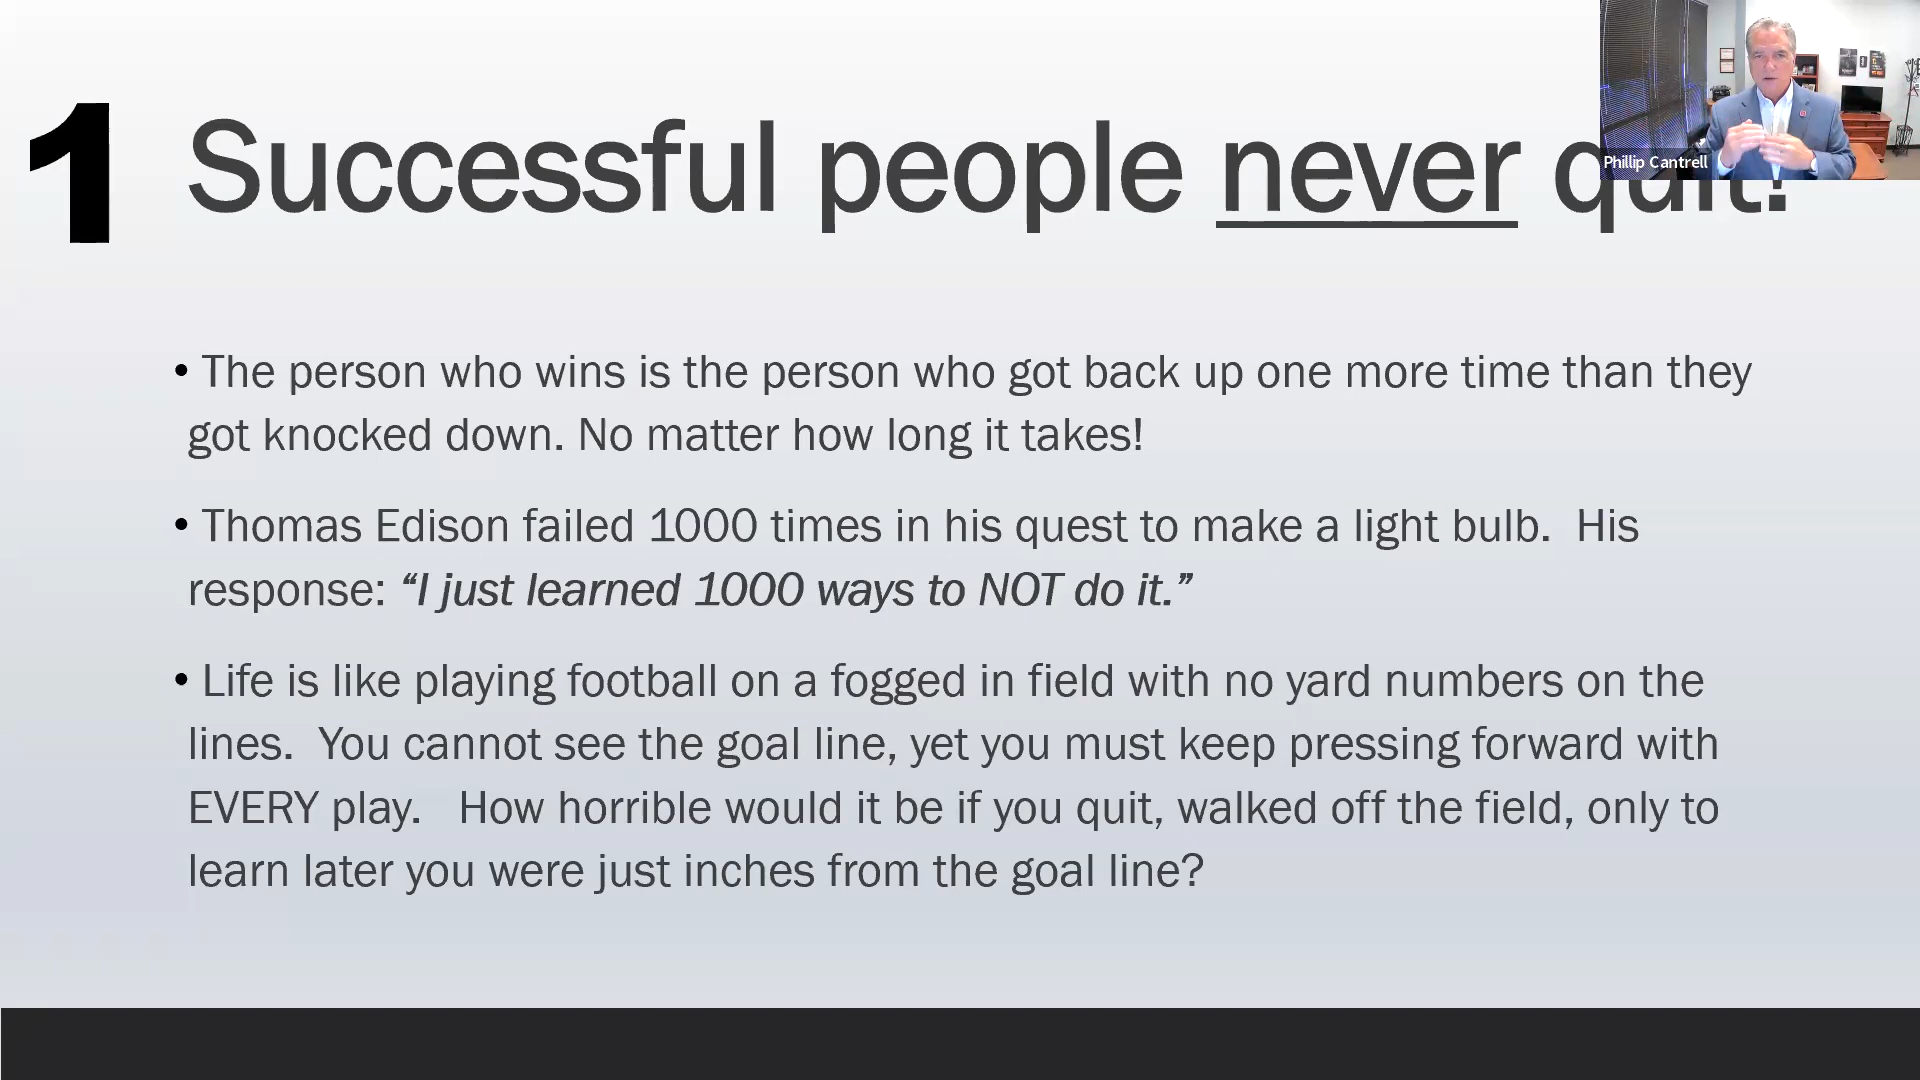 1 Successful people never quit!
Phillip Cantrell
• The person who wins is the person who got back up one more time than they
got knocked down. No matter how long it takes!
• Thomas Edison failed 1000 times in his quest to make a light bulb.  His
response: “I just learned 1000 ways to NOT do it.”
• Life is like playing football on a fogged in field with no yard numbers on the
lines.  You cannot see the goal line, yet you must keep pressing forward with
EVERY play.   How horrible would it be if you quit, walked off the field, only to
learn later you were just inches from the goal line?